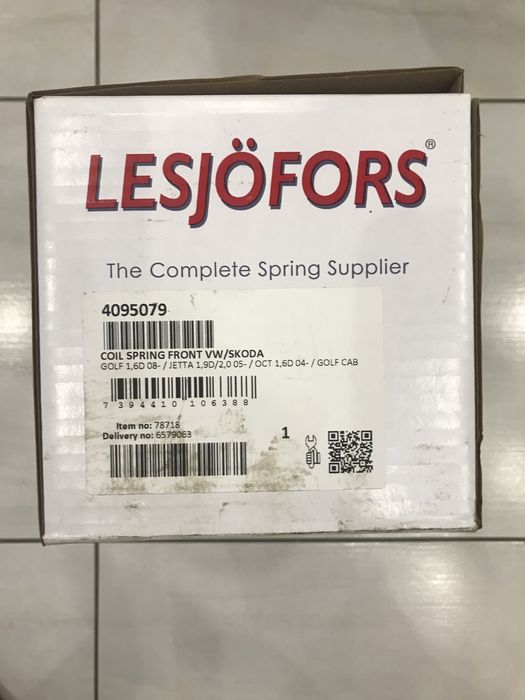 LESJÖFORS®
The Complete Spring Supplier
4095079
COIL SPRING FRONT VW/SKODA
GOLF 1,6D 08- / JETTA 1,9D/2,0 05- / OCT 1,6D 04- / GOLF CAB
7 394410 106388
Item no: 78718
Delivery no: 6579063
1